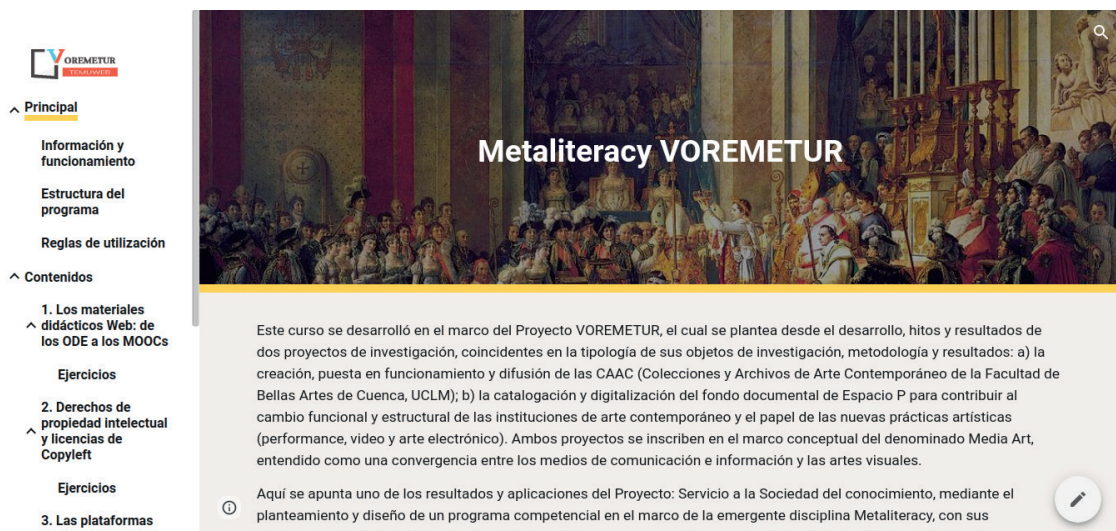 VOREMETUR
TEMUWEB
Principal
Información y
funcionamiento
Estructura del
programa
Reglas de utilización
Contenidos
1. Los materiales
didácticos Web: de
los ODE a los MOOCs
Ejercicios
2. Derechos de
propiedad intelectual
y licencias de
Copyleft
Ejercicios
3. Las plataformas
Metaliteracy VOREMETUR
Este curso se desarrolló en el marco del Proyecto VOREMETUR, el cual se plantea desde el desarrollo, hitos y resultados de
dos proyectos de investigación, coincidentes en la tipología de sus objetos de investigación, metodología y resultados: a) la
creación, puesta en funcionamiento y difusión de las CAAC (Colecciones y Archivos de Arte Contemporáneo de la Facultad de
Bellas Artes de Cuenca, UCLM); b) la catalogación y digitalización del fondo documental de Espacio P para contribuir al
cambio funcional y estructural de las instituciones de arte contemporáneo y el papel de las nuevas prácticas artísticas
(performance, video y arte electrónico). Ambos proyectos se inscriben en el marco conceptual del denominado Media Art,
entendido como una convergencia entre los medios de comunicación e información y las artes visuales.
Aquí se apunta uno de los resultados y aplicaciones del Proyecto: Servicio a la Sociedad del conocimiento, mediante el
planteamiento y diseño de un programa competencial en el marco de la emergente disciplina Metaliteracy, con sus